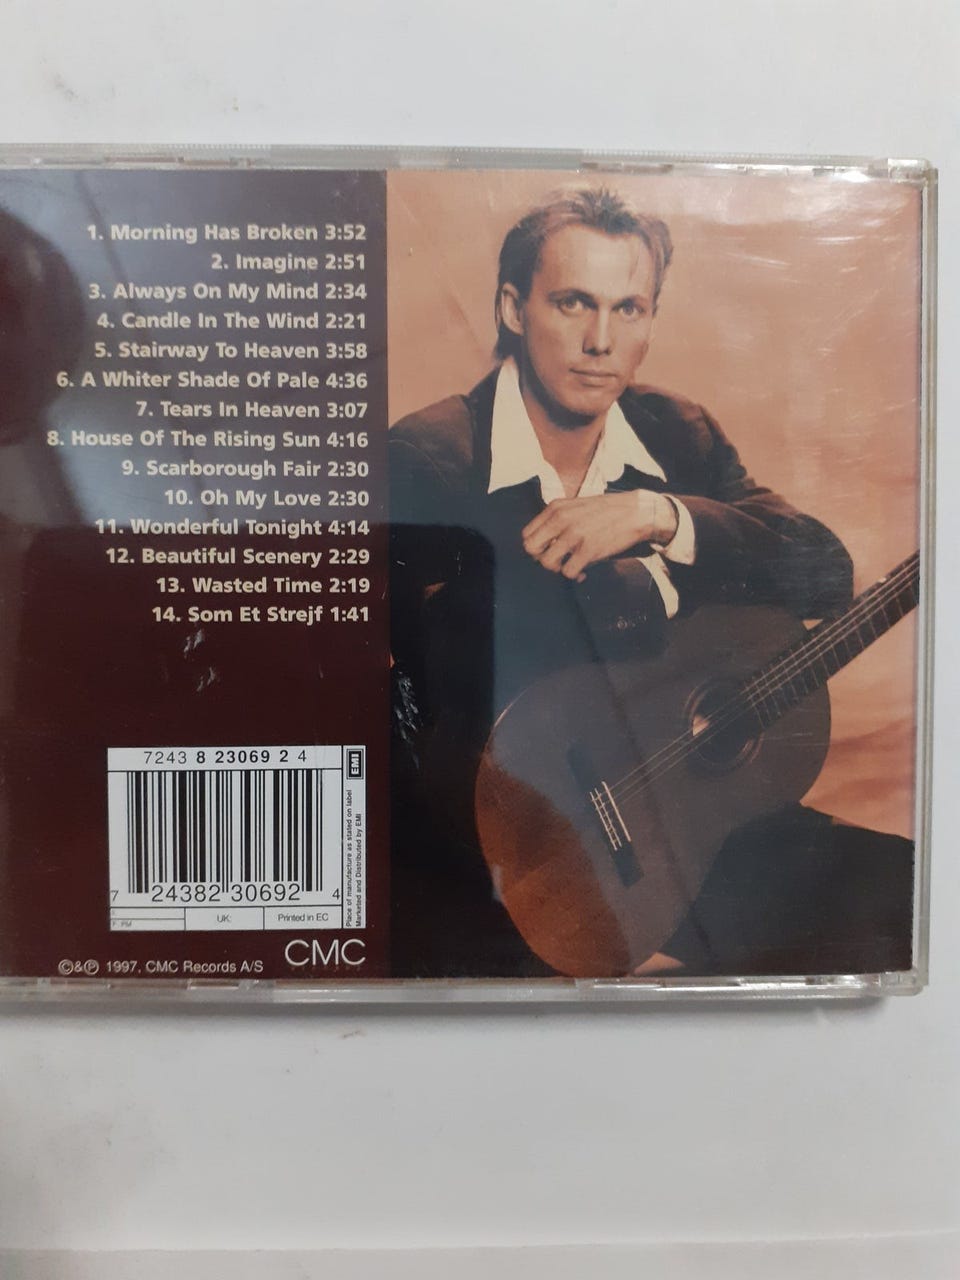 1. Morning Has Broken 3:52
2. Imagine 2:51
3. Always On My Mind 2:34
4. Candle In The Wind 2:21
5. Stairway To Heaven 3:58
6. A Whiter Shade Of Pale 4:36
7. Tears In Heaven 3:07
8. House Of The Rising Sun 4:16
9. Scarborough Fair 2:30
10. Oh My Love 2:30
11. Wonderful Tonight 4:14
12. Beautiful Scenery 2:29
13. Wasted Time 2:19
14. Som Et Strejf 1:41
7243 8 23069 2 4
EMI
Place of manufacture as stated on label
Marketed and Distributed by EMI
7 24382 30692 4
UK:
Printed in EC
CMC
©&℗ 1997, CMC Records A/S